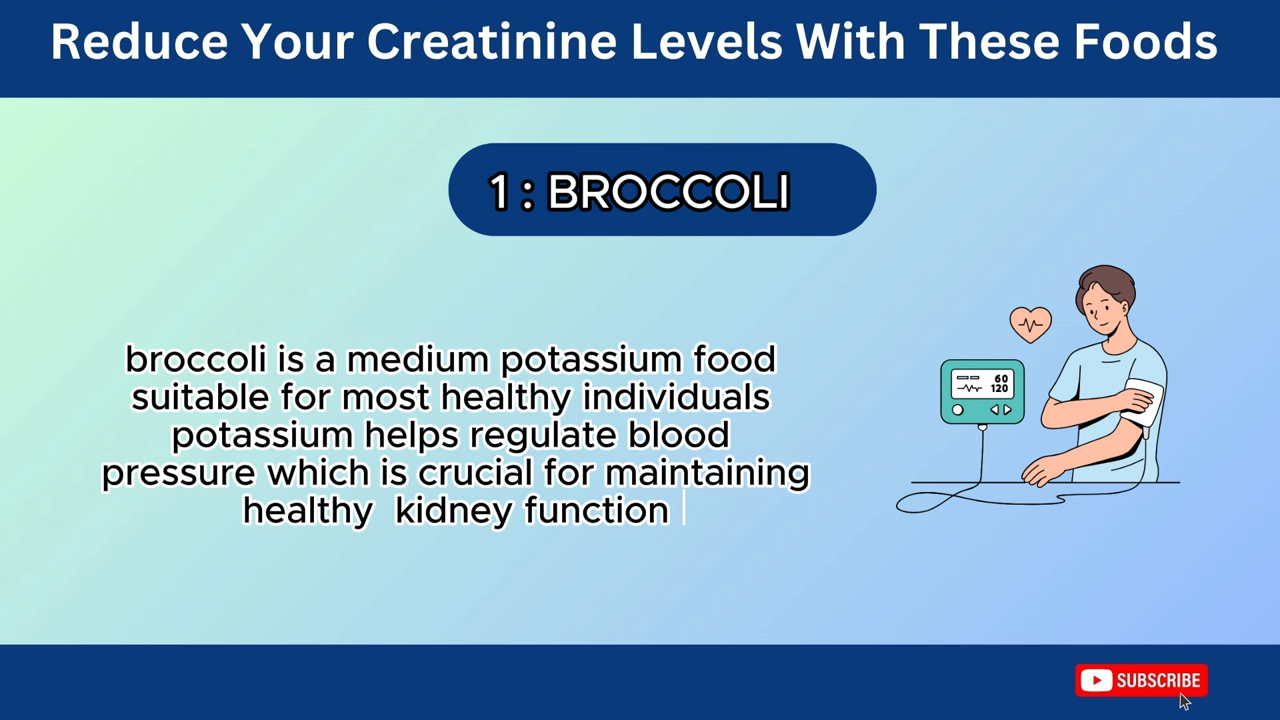 Reduce Your Creatinine Levels With These Foods
1 : BROCCOLI
broccoli is a medium potassium food
suitable for most healthy individuals
potassium helps regulate blood
pressure which is crucial for maintaining
healthy  kidney function
60
120
SUBSCRIBE